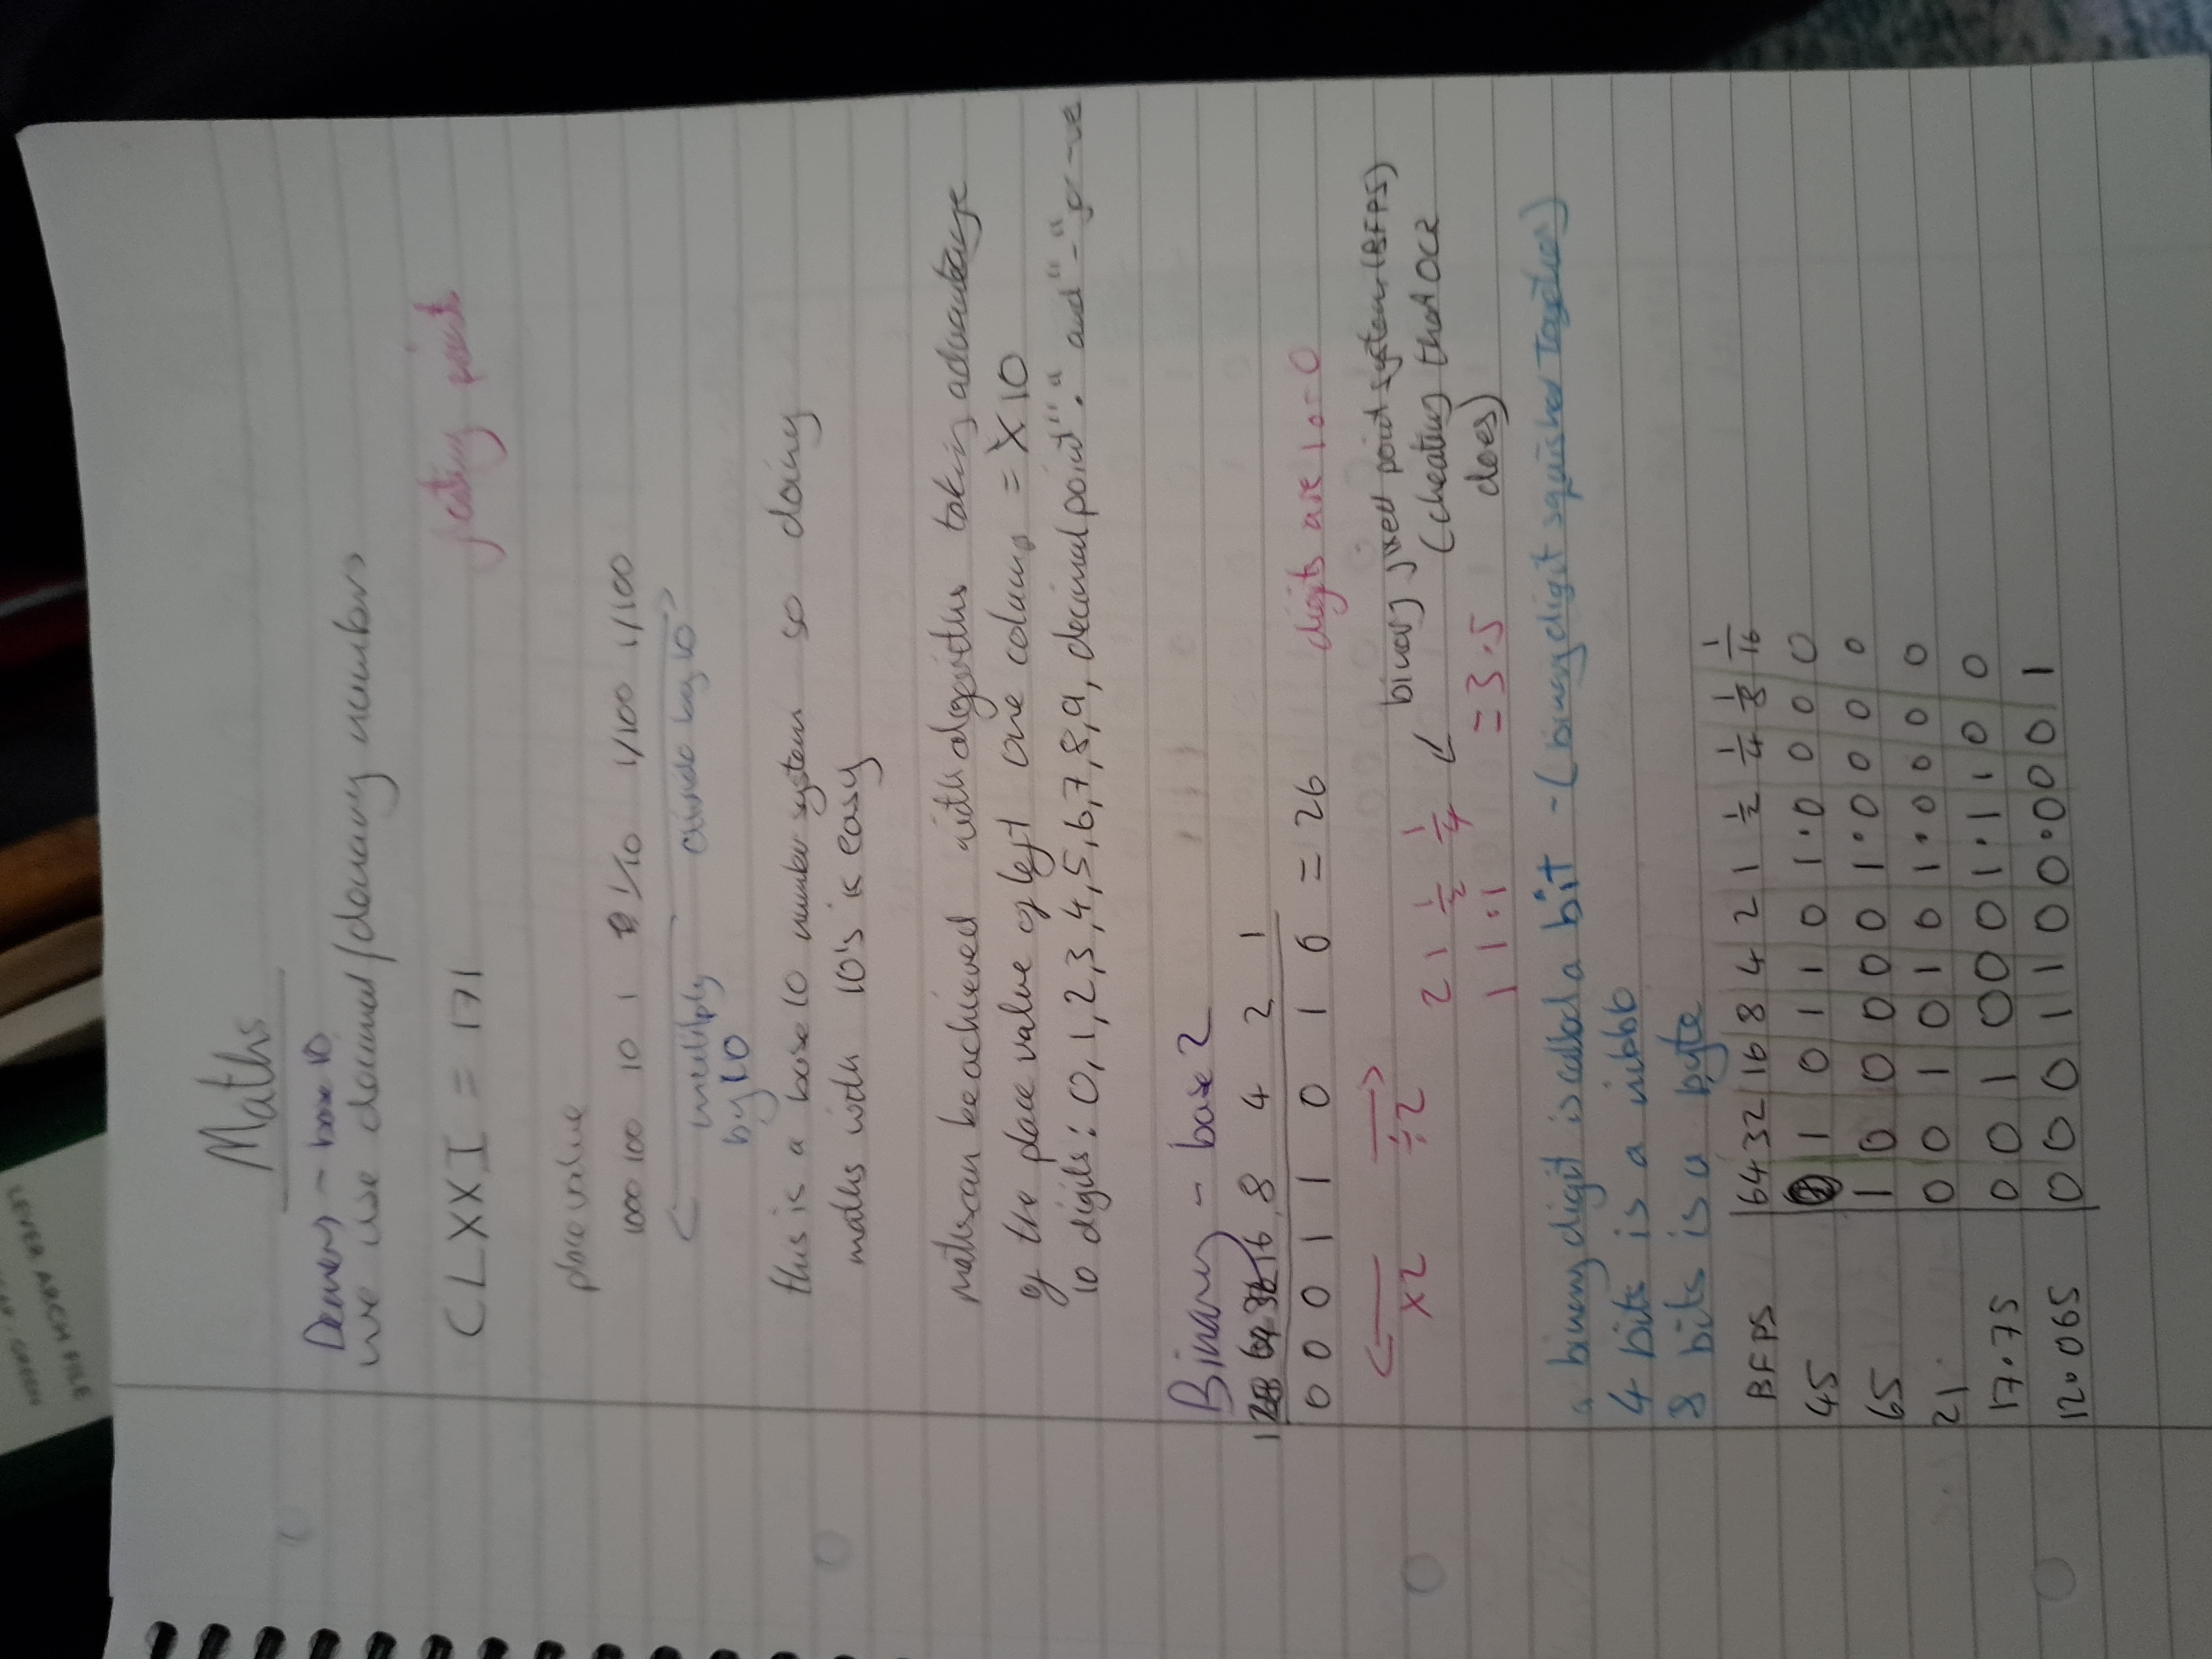 LEVER ARCH FILE
GREEN
Maths
Denary - base 10
we use decimal/denary numbers
CLXXI = 171
floating point
place value
1000 100 10 1 1/10 1/100 1/100
multiply divide by 10
by 10
this is a base 10 number system so doing
maths with 10's is easy
maths can be achieved with algorithms taking advantage
of the place value of left one column = X10
10 digits: 0, 1, 2, 3, 4, 5, 6, 7, 8, 9, decimal point "." and "-" for -ve
Binary - base 2
128 64 32 16 8 4 2 1
0 0 0 1 1 0 1 0 = 26
digits are 1 or 0
x2 ÷2
binary fixed point system (BFPS)
2 1 1/2 1/4
(cheating that OCR
1 1.1 = 3.5
does)
a binary digit is called a bit - (binary digit squished together)
4 bits is a nibble
8 bits is a byte
BFPS 64 32 16 8 4 2 1 1/2 1/4 1/8 1/16
45 0 1 0 1 1 0 1.0 0 0 0
65 1 0 0 0 0 0 1.0 0 0 0
21 0 0 1 0 1 0 1.0 0 0 0
17.75 0 0 1 0 0 0 1.1 1 0 0
12.065 0 0 0 1 1 0 0.0 0 0 1